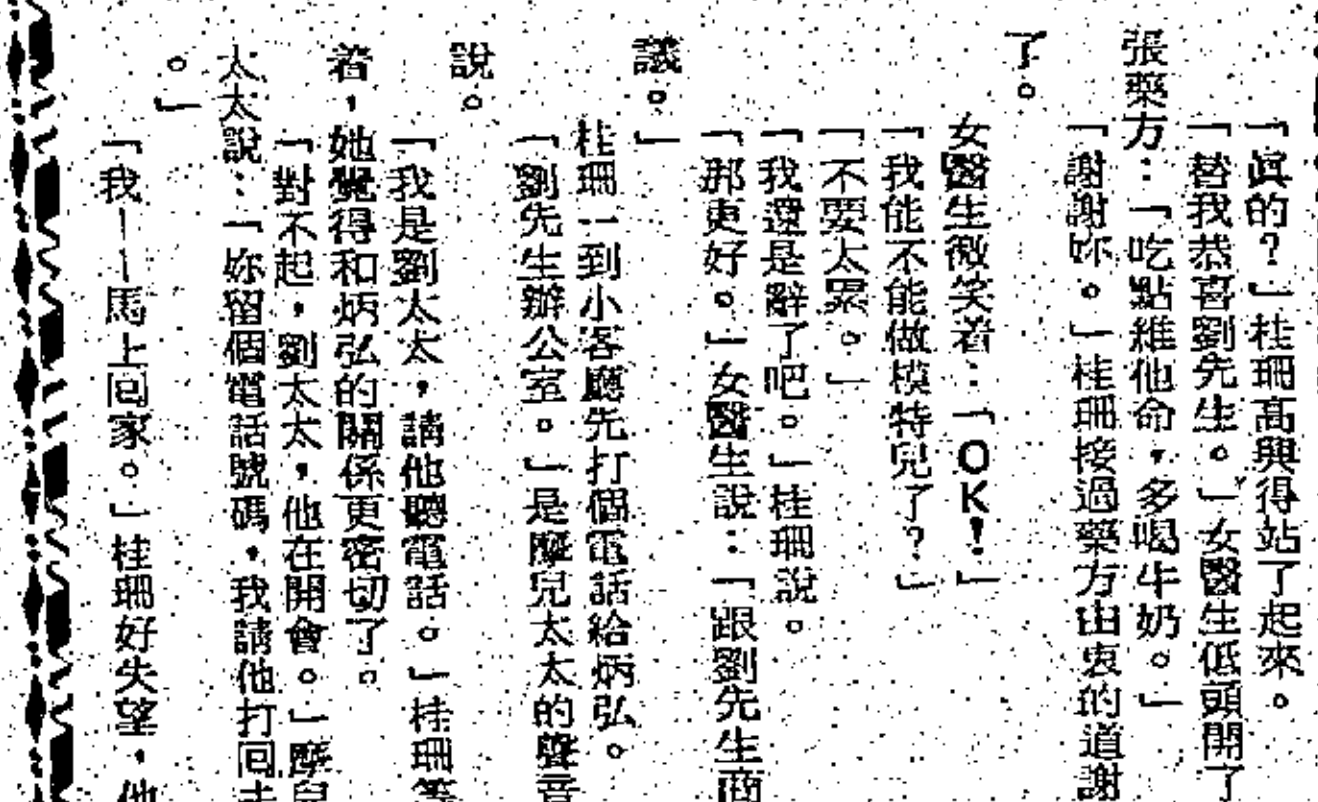 「眞的？」桂珊高興得站了起來。
「替我恭喜劉先生。」女醫生低頭開了
張藥方：「吃點維他命，多喝牛奶。」
「謝謝妳。」桂珊接過藥方由衷的道謝
了。
女醫生微笑着：「OK！」
「我能不能做模特兒了？」
「不要太累。」
「我還是辭了吧。」桂珊說。
「那更好。」女醫生說：「跟劉先生商
議。」
桂珊一到小客廳先打個電話給炳弘。
「劉先生辦公室。」是摩兒太太的聲音
說。
「我是劉太太，請他聽電話。」桂珊等
着，她覺得和炳弘的關係更密切了。
「對不起，劉太太，他在開會。」摩兒
太太說：「妳留個電話號碼，我請他打回去
。」
「我——馬上回家。」桂珊好失望，他